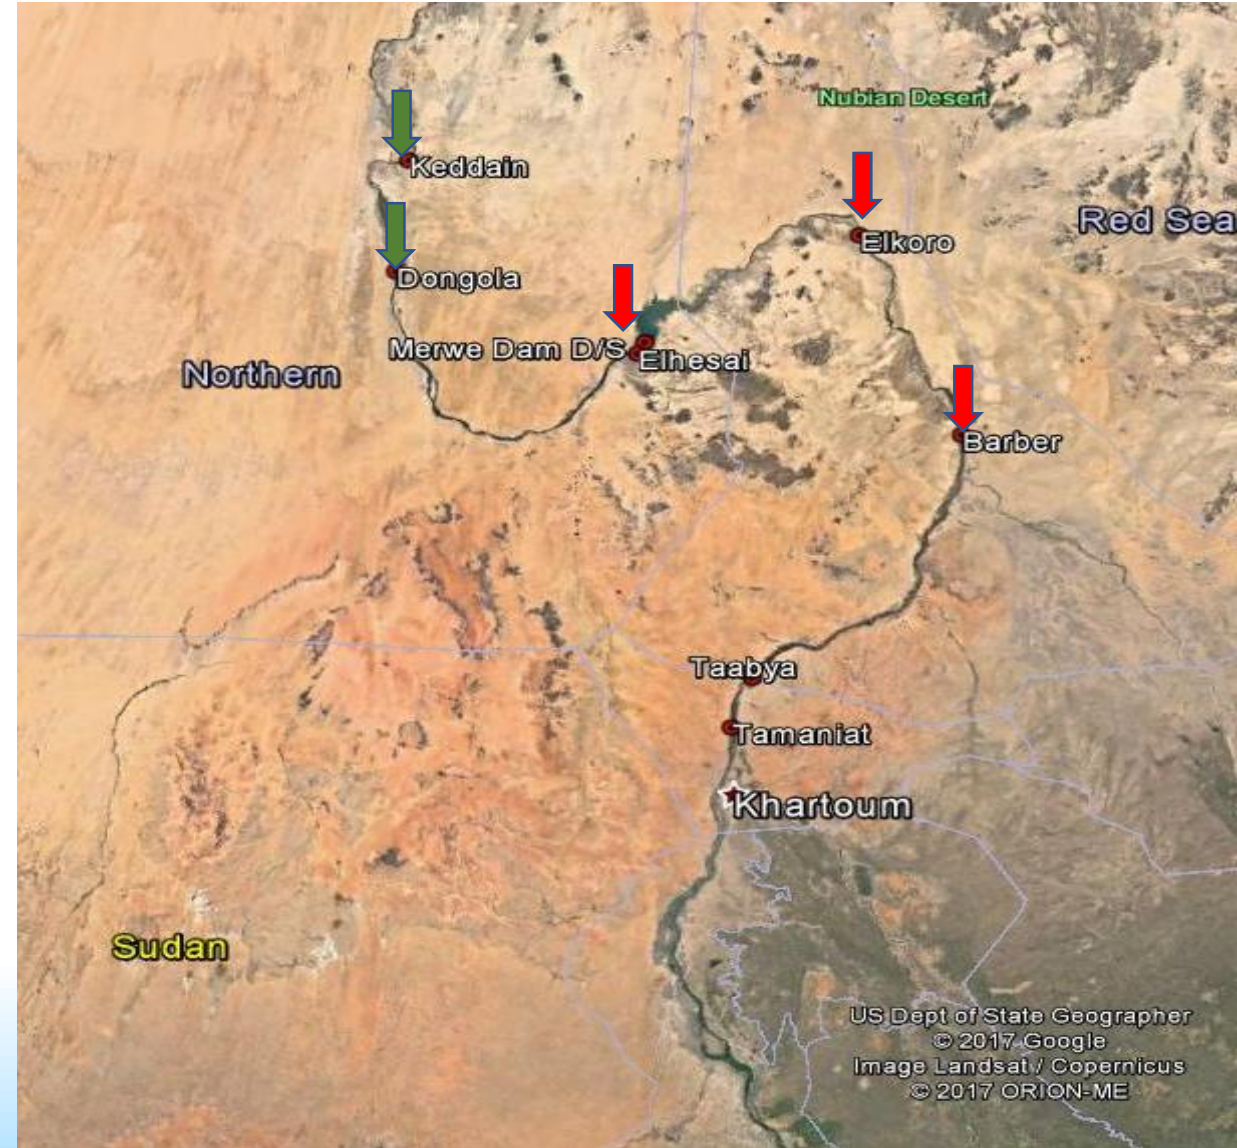 Nubian Desert
Keddain
Red Sea
Elkoro
Dongola
Merwe Dam D/S
Elhesai
Northern
Barber
Taabya
Tamaniat
Khartoum
Sudan
US Dept of State Geographer
© 2017 Google
Image Landsat / Copernicus
© 2017 ORION-ME